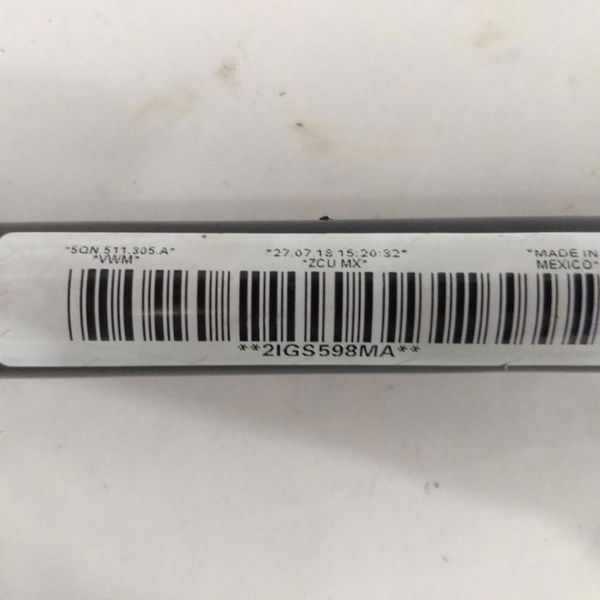 "5QN 511.305.A"
"VWM"
"27.07.18 15:20:32"
"ZCU MX"
"MADE IN
MEXICO"
**2IGS598MA**